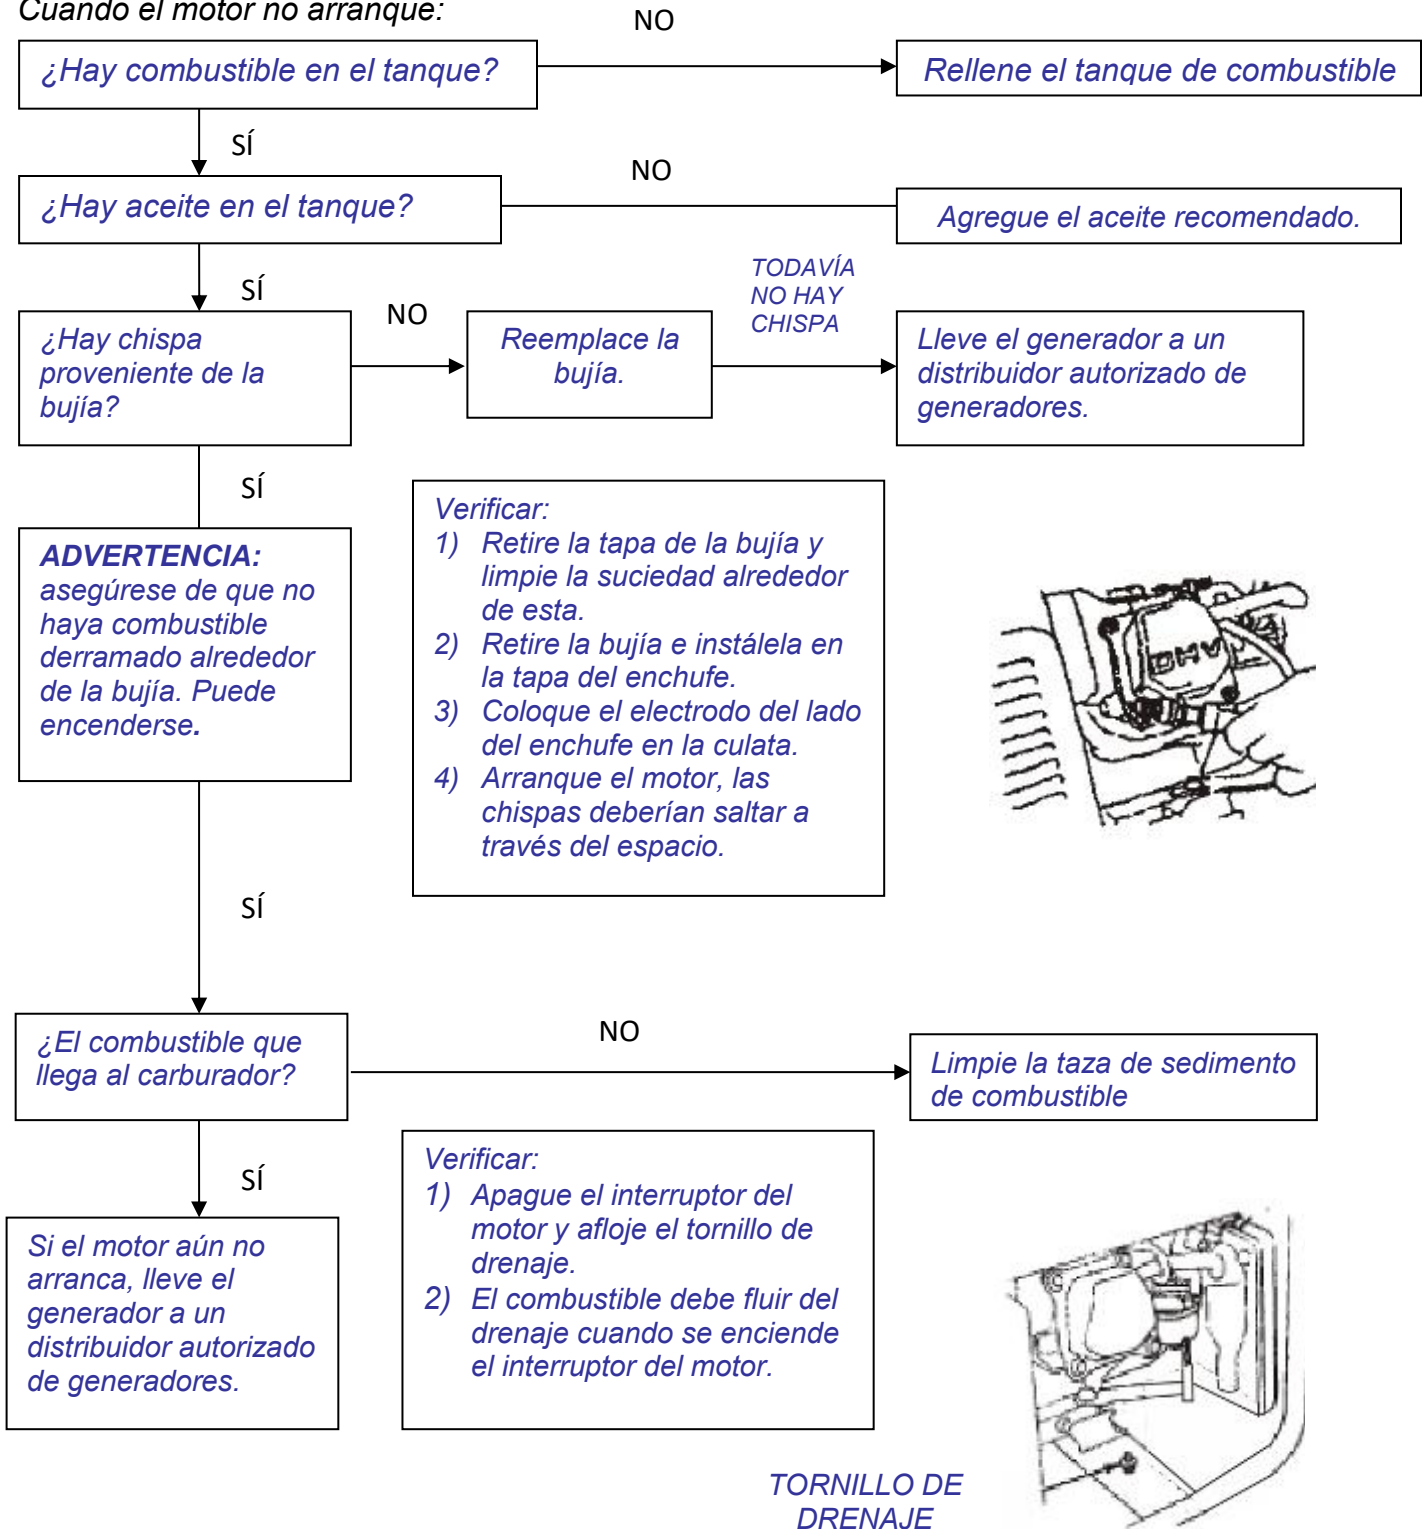 Cuando el motor no arranque:
NO
¿Hay combustible en el tanque?
Rellene el tanque de combustible
SÍ
NO
¿Hay aceite en el tanque?
Agregue el aceite recomendado.
SÍ
NO
TODAVÍA
NO HAY
CHISPA
¿Hay chispa
proveniente de la
bujía?
Reemplace la
bujía.
Lleve el generador a un
distribuidor autorizado de
generadores.
SÍ
ADVERTENCIA:
asegúrese de que no
haya combustible
derramado alrededor
de la bujía. Puede
encenderse.
Verificar:
1) Retire la tapa de la bujía y
limpie la suciedad alrededor
de esta.
2) Retire la bujía e instálela en
la tapa del enchufe.
3) Coloque el electrodo del lado
del enchufe en la culata.
4) Arranque el motor, las
chispas deberían saltar a
través del espacio.
OHV
SÍ
¿El combustible que
llega al carburador?
NO
Limpie la taza de sedimento
de combustible
SÍ
Verificar:
1) Apague el interruptor del
motor y afloje el tornillo de
drenaje.
2) El combustible debe fluir del
drenaje cuando se enciende
el interruptor del motor.
Si el motor aún no
arranca, lleve el
generador a un
distribuidor autorizado
de generadores.
TORNILLO DE
DRENAJE